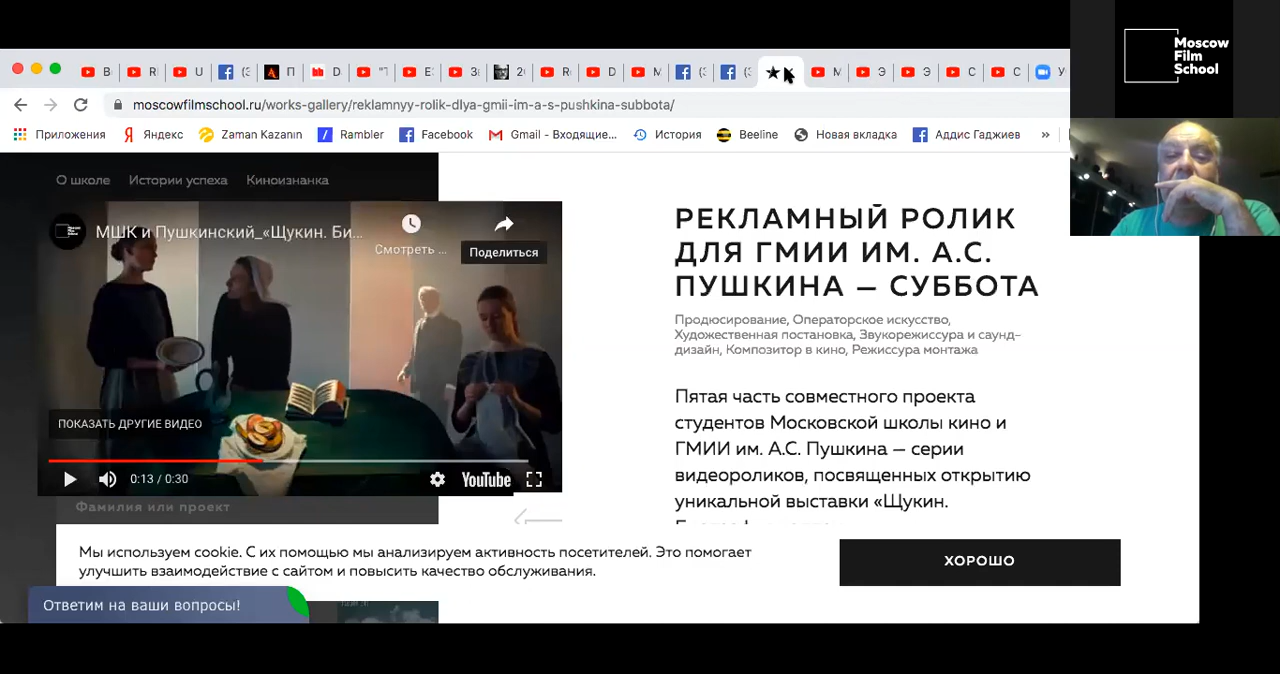 Moscow
Film
School
В
R
U
(З
П
D
"Т
Е
З
2
R
D
М
(З
(З
М
Э
Э
С
С
У
moscowfilmschool.ru/works-gallery/reklamnyy-rolik-dlya-gmii-im-a-s-pushkina-subbota/
Приложения
Яндекс
Zaman Kazanın
Rambler
Facebook
Gmail - Входящие...
История
Beeline
Новая вкладка
Аддис Гаджиев
»
О школе Истории успеха Киноизнанка
МШК и Пушкинский_«Щукин. Би...
Смотреть ...
Поделиться
ПОКАЗАТЬ ДРУГИЕ ВИДЕО
0:13 / 0:30
YouTube
Фамилия или проект
РЕКЛАМНЫЙ РОЛИК
ДЛЯ ГМИИ ИМ. А.С.
ПУШКИНА — СУББОТА
Продюсирование, Операторское искусство,
Художественная постановка, Звукорежиссура и саунд-
дизайн, Композитор в кино, Режиссура монтажа
Пятая часть совместного проекта
студентов Московской школы кино и
ГМИИ им. А.С. Пушкина — серии
видеороликов, посвященных открытию
уникальной выставки «Щукин.
Мы используем cookie. С их помощью мы анализируем активность посетителей. Это помогает
улучшить взаимодействие с сайтом и повысить качество обслуживания.
ХОРОШО
Ответим на ваши вопросы!